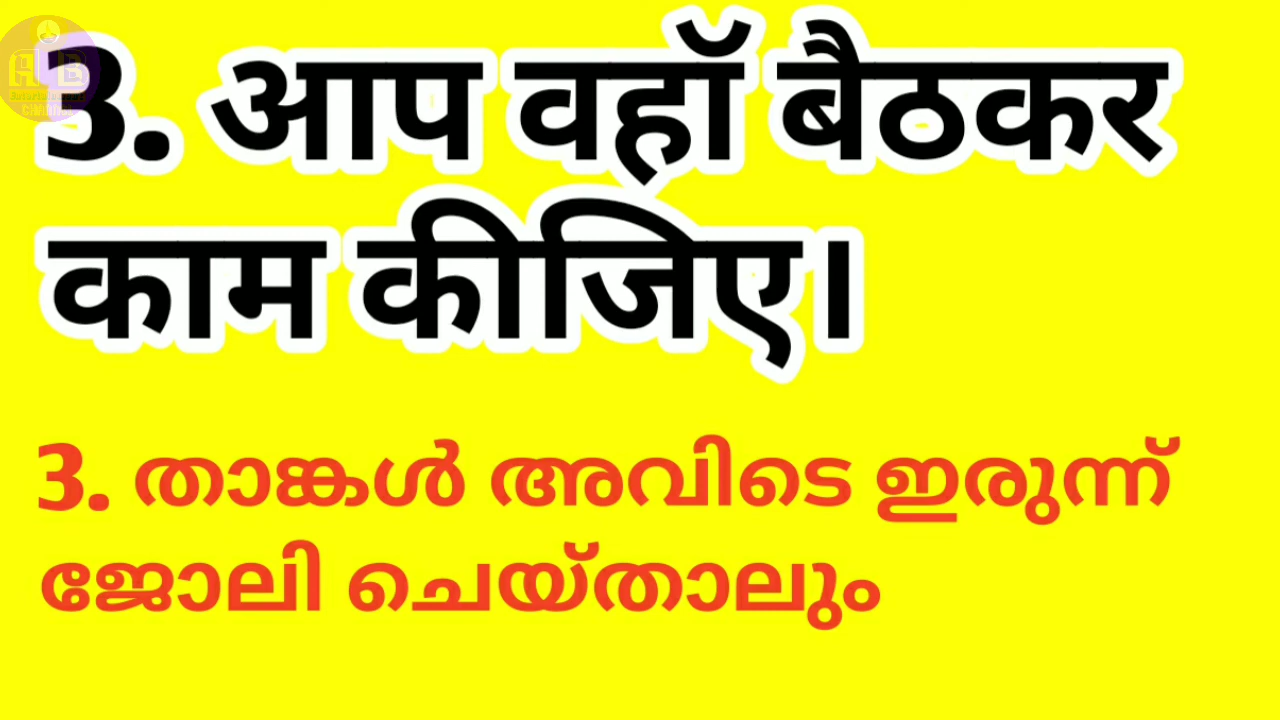 3. आप वहॉ बैठकर
काम कीजिए।
3. താങ്കൾ അവിടെ ഇരുന്ന്
ജോലി ചെയ്താലും